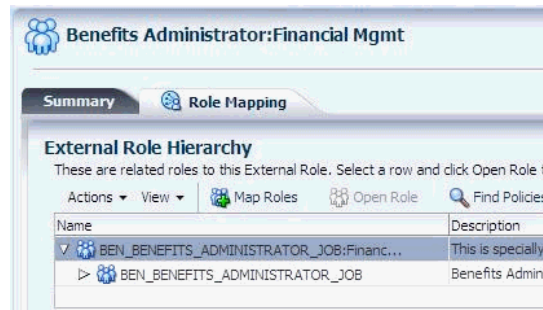 Benefits Administrator:Financial Mgmt
Summary Role Mapping
External Role Hierarchy
These are related roles to this External Role. Select a row and click Open Role
Actions View Map Roles Open Role Find Policies
Name Description
BEN_BENEFITS_ADMINISTRATOR_JOB:Financ... This is specially
BEN_BENEFITS_ADMINISTRATOR_JOB Benefits Admin